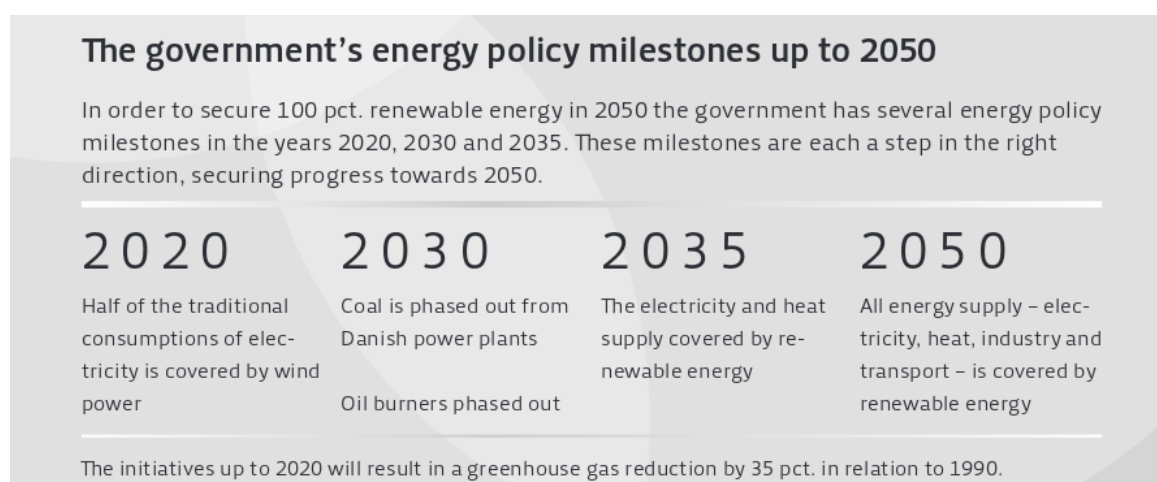 The government’s energy policy milestones up to 2050
In order to secure 100 pct. renewable energy in 2050 the government has several energy policy
milestones in the years 2020, 2030 and 2035. These milestones are each a step in the right
direction, securing progress towards 2050.
2020
Half of the traditional
consumptions of elec-
tricity is covered by wind
power
2030
Coal is phased out from
Danish power plants
Oil burners phased out
2035
The electricity and heat
supply covered by re-
newable energy
2050
All energy supply – elec-
tricity, heat, industry and
transport – is covered by
renewable energy
The initiatives up to 2020 will result in a greenhouse gas reduction by 35 pct. in relation to 1990.